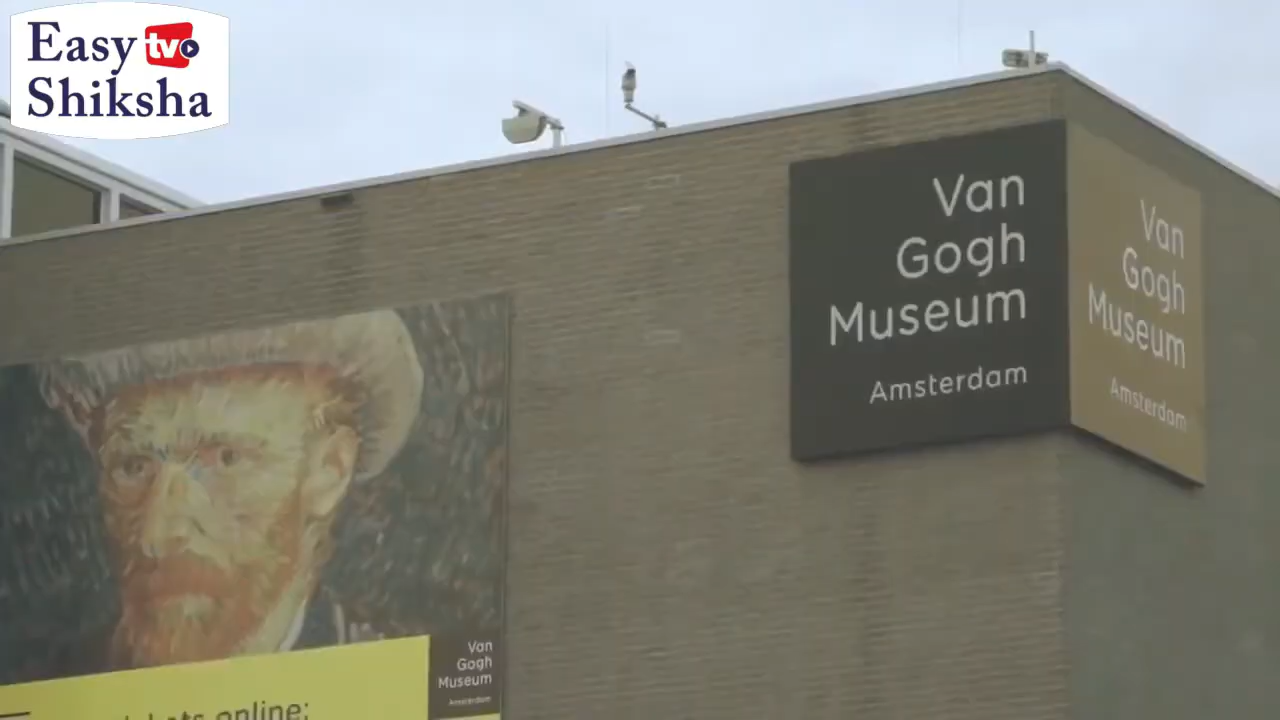 Easy tv
Shiksha
Van
Gogh
Museum
Amsterdam
Van
Gogh
Museum
Amsterdam
Van
Gogh
Museum
Amsterdam
online: